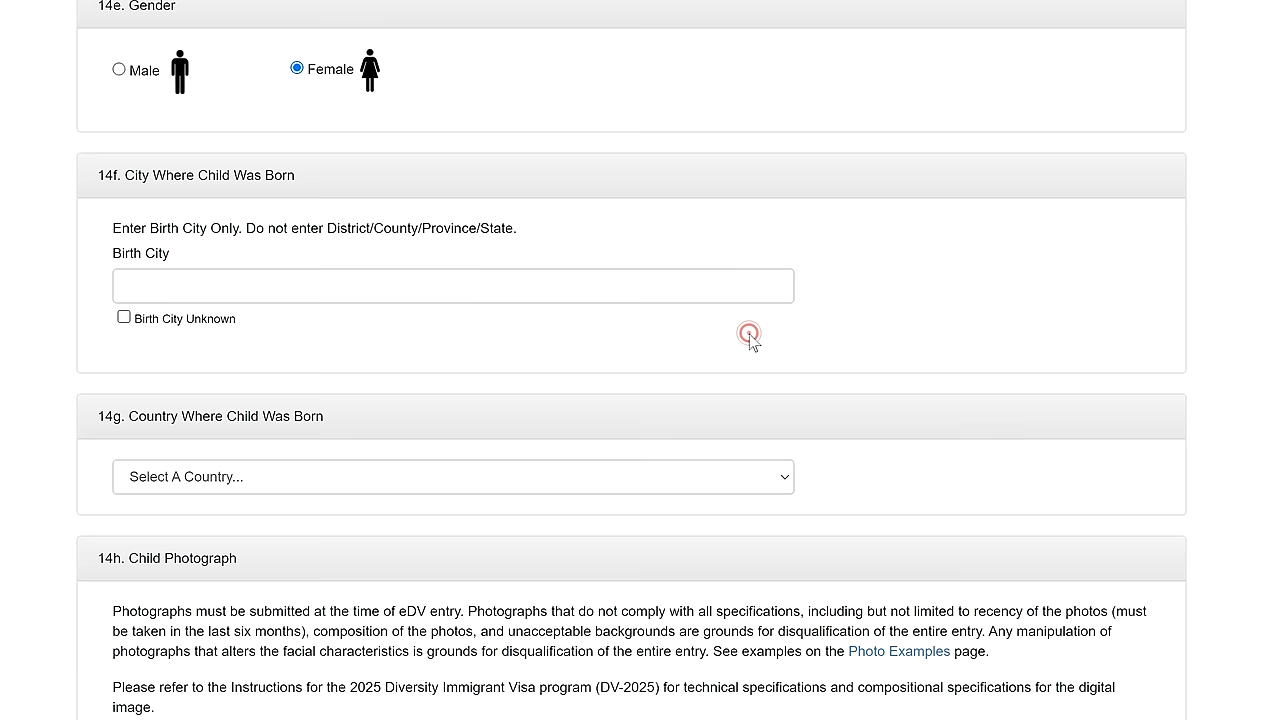 14e. Gender
Male
Female
14f. City Where Child Was Born
Enter Birth City Only. Do not enter District/County/Province/State.
Birth City
Birth City Unknown
14g. Country Where Child Was Born
Select A Country...
14h. Child Photograph
Photographs must be submitted at the time of eDV entry. Photographs that do not comply with all specifications, including but not limited to recency of the photos (must
be taken in the last six months), composition of the photos, and unacceptable backgrounds are grounds for disqualification of the entire entry. Any manipulation of
photographs that alters the facial characteristics is grounds for disqualification of the entire entry. See examples on the Photo Examples page.
Please refer to the Instructions for the 2025 Diversity Immigrant Visa program (DV-2025) for technical specifications and compositional specifications for the digital
image.